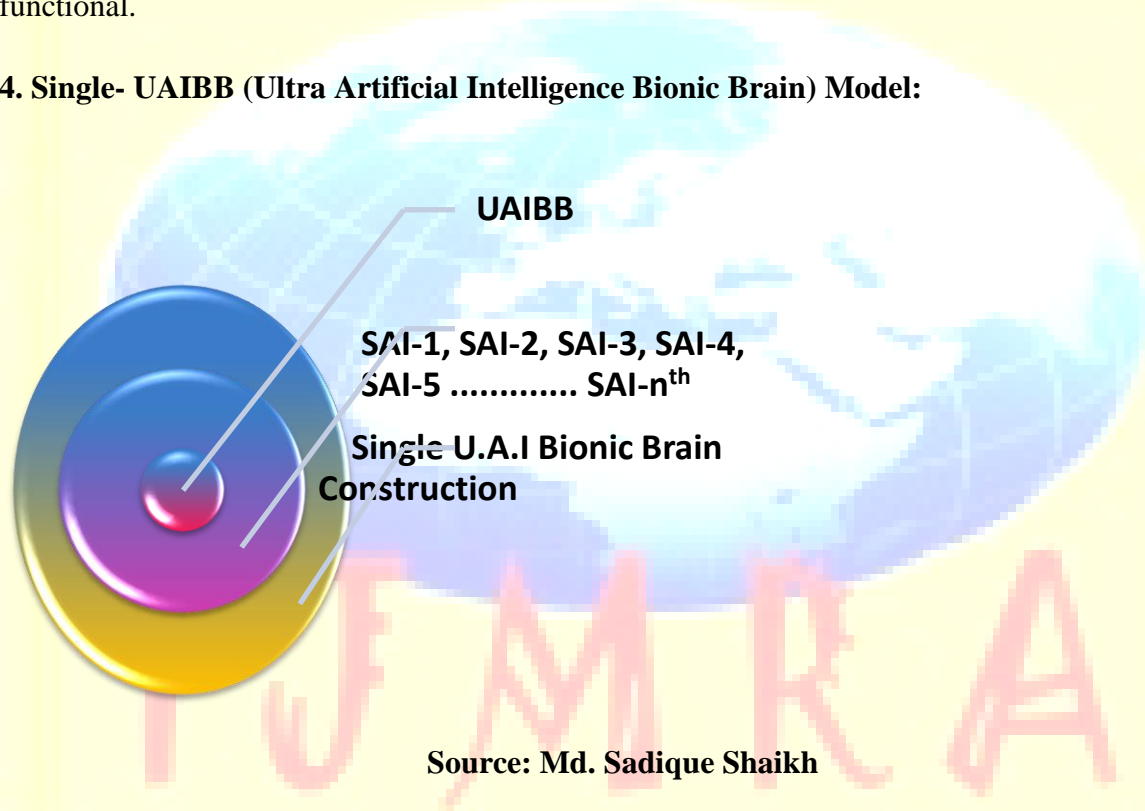 functional.
4. Single- UAIBB (Ultra Artificial Intelligence Bionic Brain) Model:
UAIBB
SAI-1, SAI-2, SAI-3, SAI-4,
SAI-5 ............. SAI-nth
Single U.A.I Bionic Brain
Construction
IJMRA
Source: Md. Sadique Shaikh